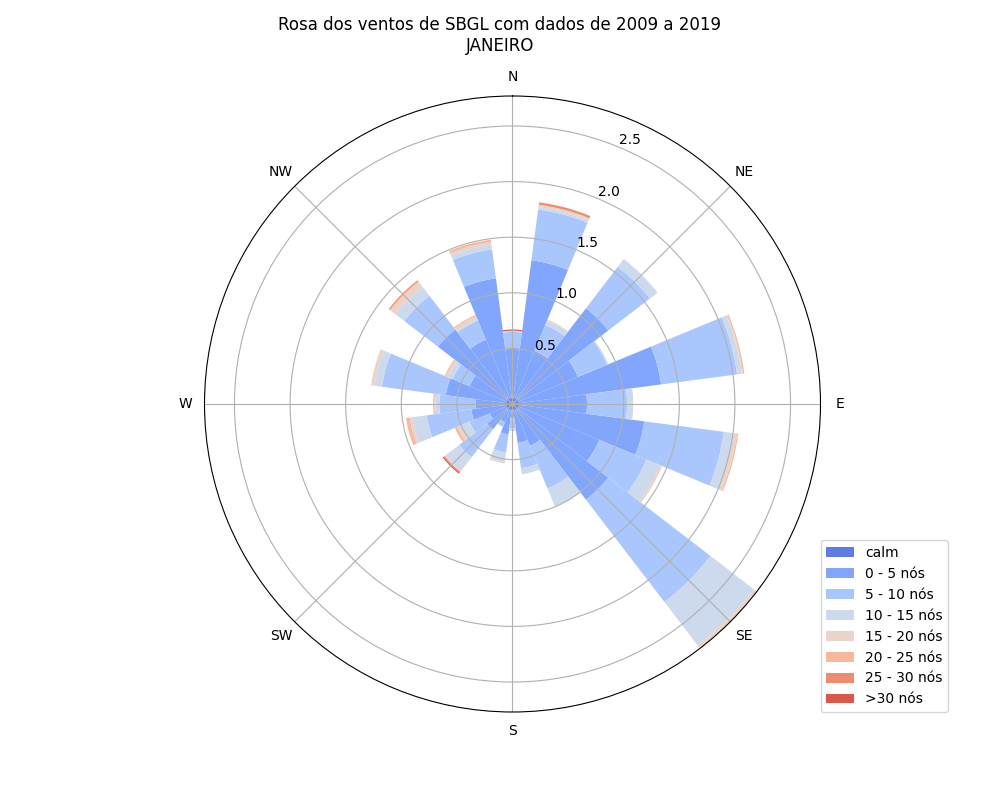 Rosa dos ventos de SBGL com dados de 2009 a 2019
JANEIRO
N
NW
NE
2.5
2.0
1.5
1.0
0.5
W
E
SW
SE
S
calm
0 - 5 nós
5 - 10 nós
10 - 15 nós
15 - 20 nós
20 - 25 nós
25 - 30 nós
>30 nós